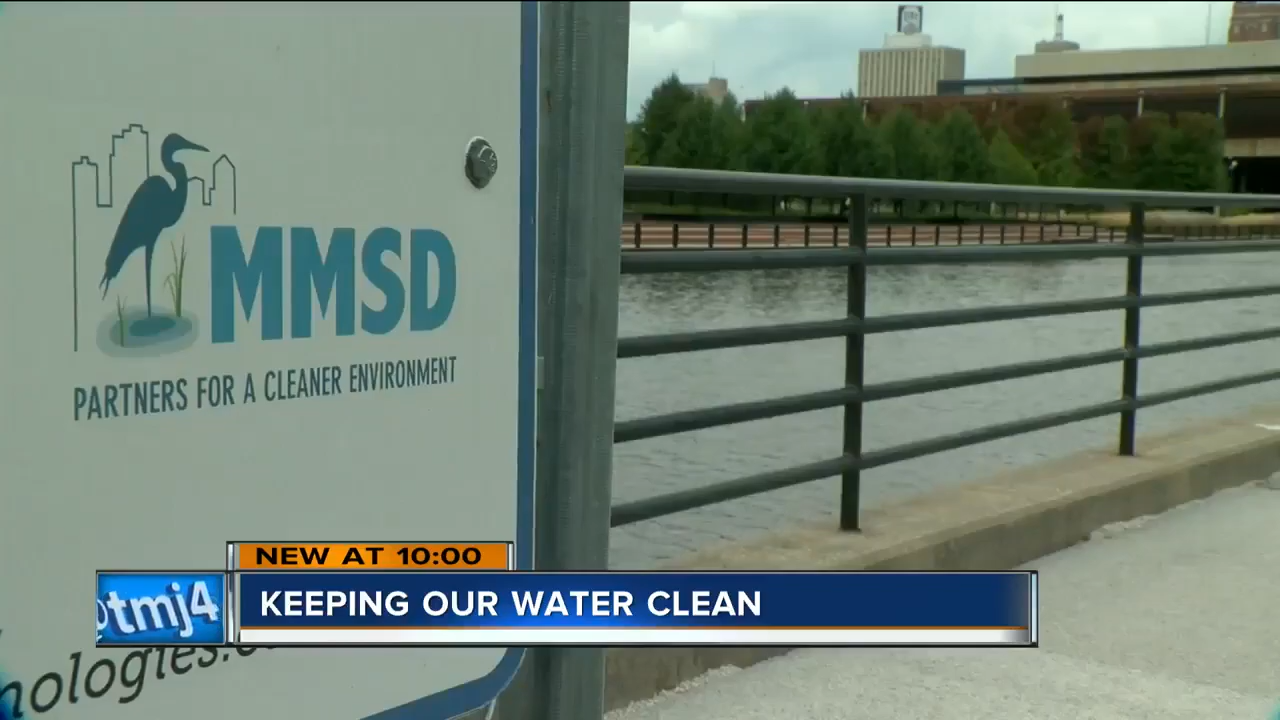 MMSD
PARTNERS FOR A CLEANER ENVIRONMENT
NEW AT 10:00
@tmj4
KEEPING OUR WATER CLEAN